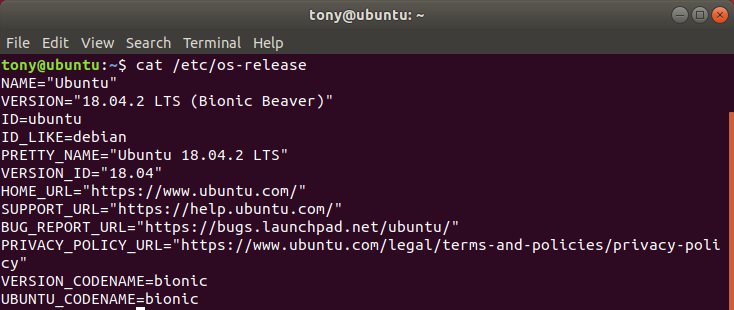 tony@ubuntu: ~
File Edit View Search Terminal Help
tony@ubuntu:~$ cat /etc/os-release
NAME="Ubuntu"
VERSION="18.04.2 LTS (Bionic Beaver)"
ID=ubuntu
ID_LIKE=debian
PRETTY_NAME="Ubuntu 18.04.2 LTS"
VERSION_ID="18.04"
HOME_URL="https://www.ubuntu.com/"
SUPPORT_URL="https://help.ubuntu.com/"
BUG_REPORT_URL="https://bugs.launchpad.net/ubuntu/"
PRIVACY_POLICY_URL="https://www.ubuntu.com/legal/terms-and-policies/privacy-poli
cy"
VERSION_CODENAME=bionic
UBUNTU_CODENAME=bionic